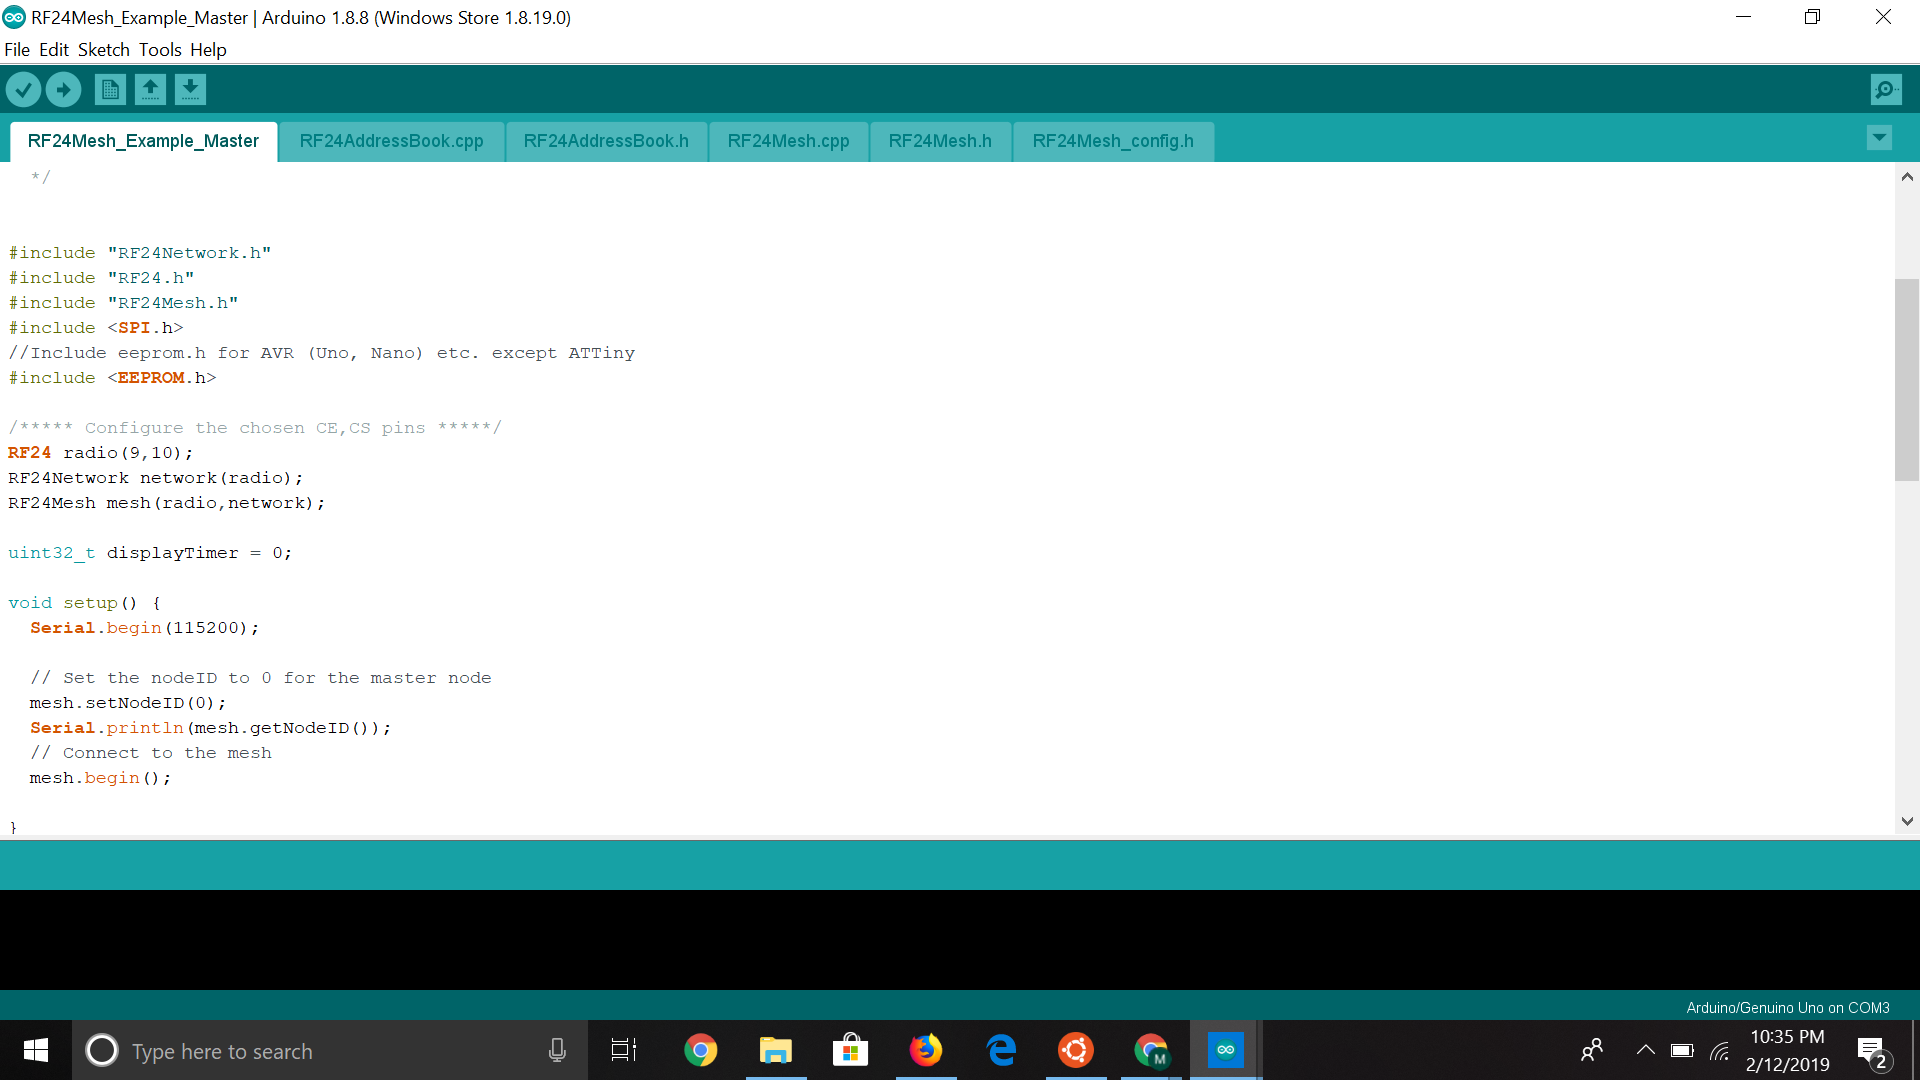 RF24Mesh_Example_Master | Arduino 1.8.8 (Windows Store 1.8.19.0)
File Edit Sketch Tools Help
RF24Mesh_Example_Master RF24AddressBook.cpp RF24AddressBook.h RF24Mesh.cpp RF24Mesh.h RF24Mesh_config.h
*/
#include "RF24Network.h"
#include "RF24.h"
#include "RF24Mesh.h"
#include <SPI.h>
//Include eeprom.h for AVR (Uno, Nano) etc. except ATTiny
#include <EEPROM.h>
/***** Configure the chosen CE,CS pins *****/
RF24 radio(9,10);
RF24Network network(radio);
RF24Mesh mesh(radio,network);
uint32_t displayTimer = 0;
void setup() {
Serial.begin(115200);
// Set the nodeID to 0 for the master node
mesh.setNodeID(0);
Serial.println(mesh.getNodeID());
// Connect to the mesh
mesh.begin();
}
Arduino/Genuino Uno on COM3
Type here to search
M
10:35 PM
2/12/2019
2